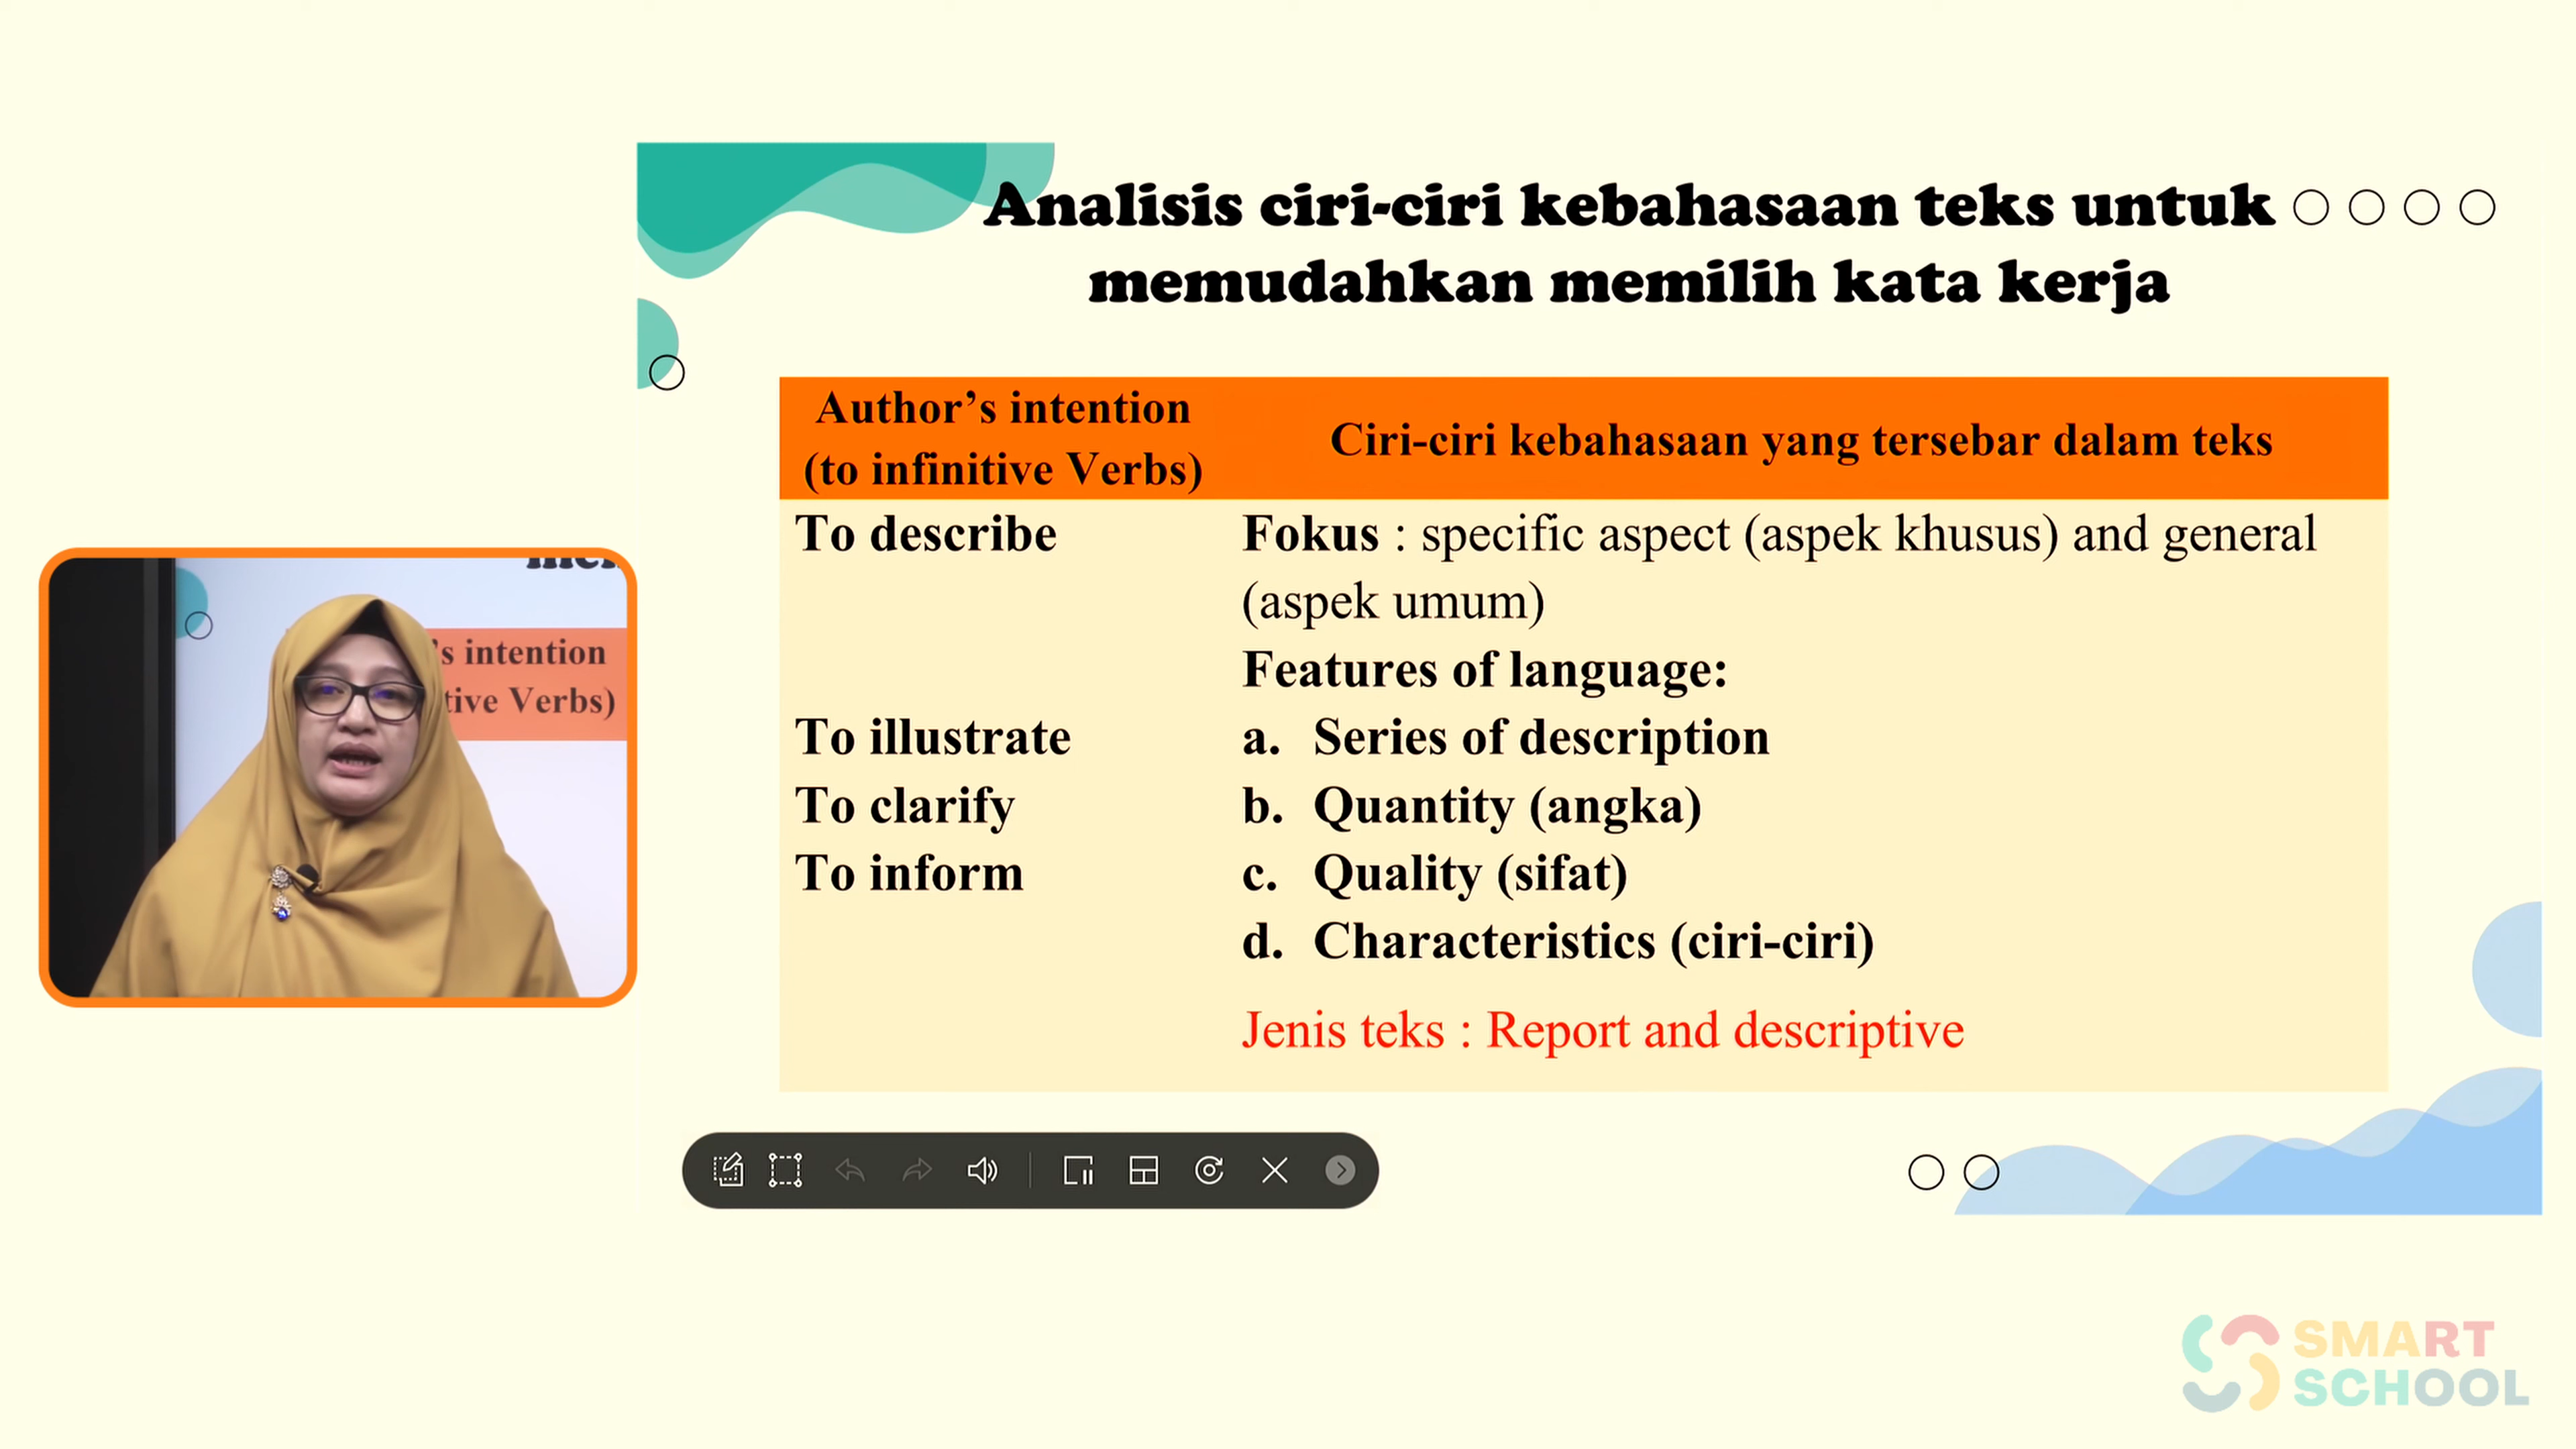 Analisis ciri-ciri kebahasaan teks untuk
memudahkan memilih kata kerja
Author’s intention
(to infinitive Verbs)
Ciri-ciri kebahasaan yang tersebar dalam teks
To describe
Fokus : specific aspect (aspek khusus) and general
(aspek umum)
Features of language:
To illustrate
a. Series of description
To clarify
b. Quantity (angka)
To inform
c. Quality (sifat)
d. Characteristics (ciri-ciri)
Jenis teks : Report and descriptive
's intention
tive Verbs)
SMART
SCHOOL